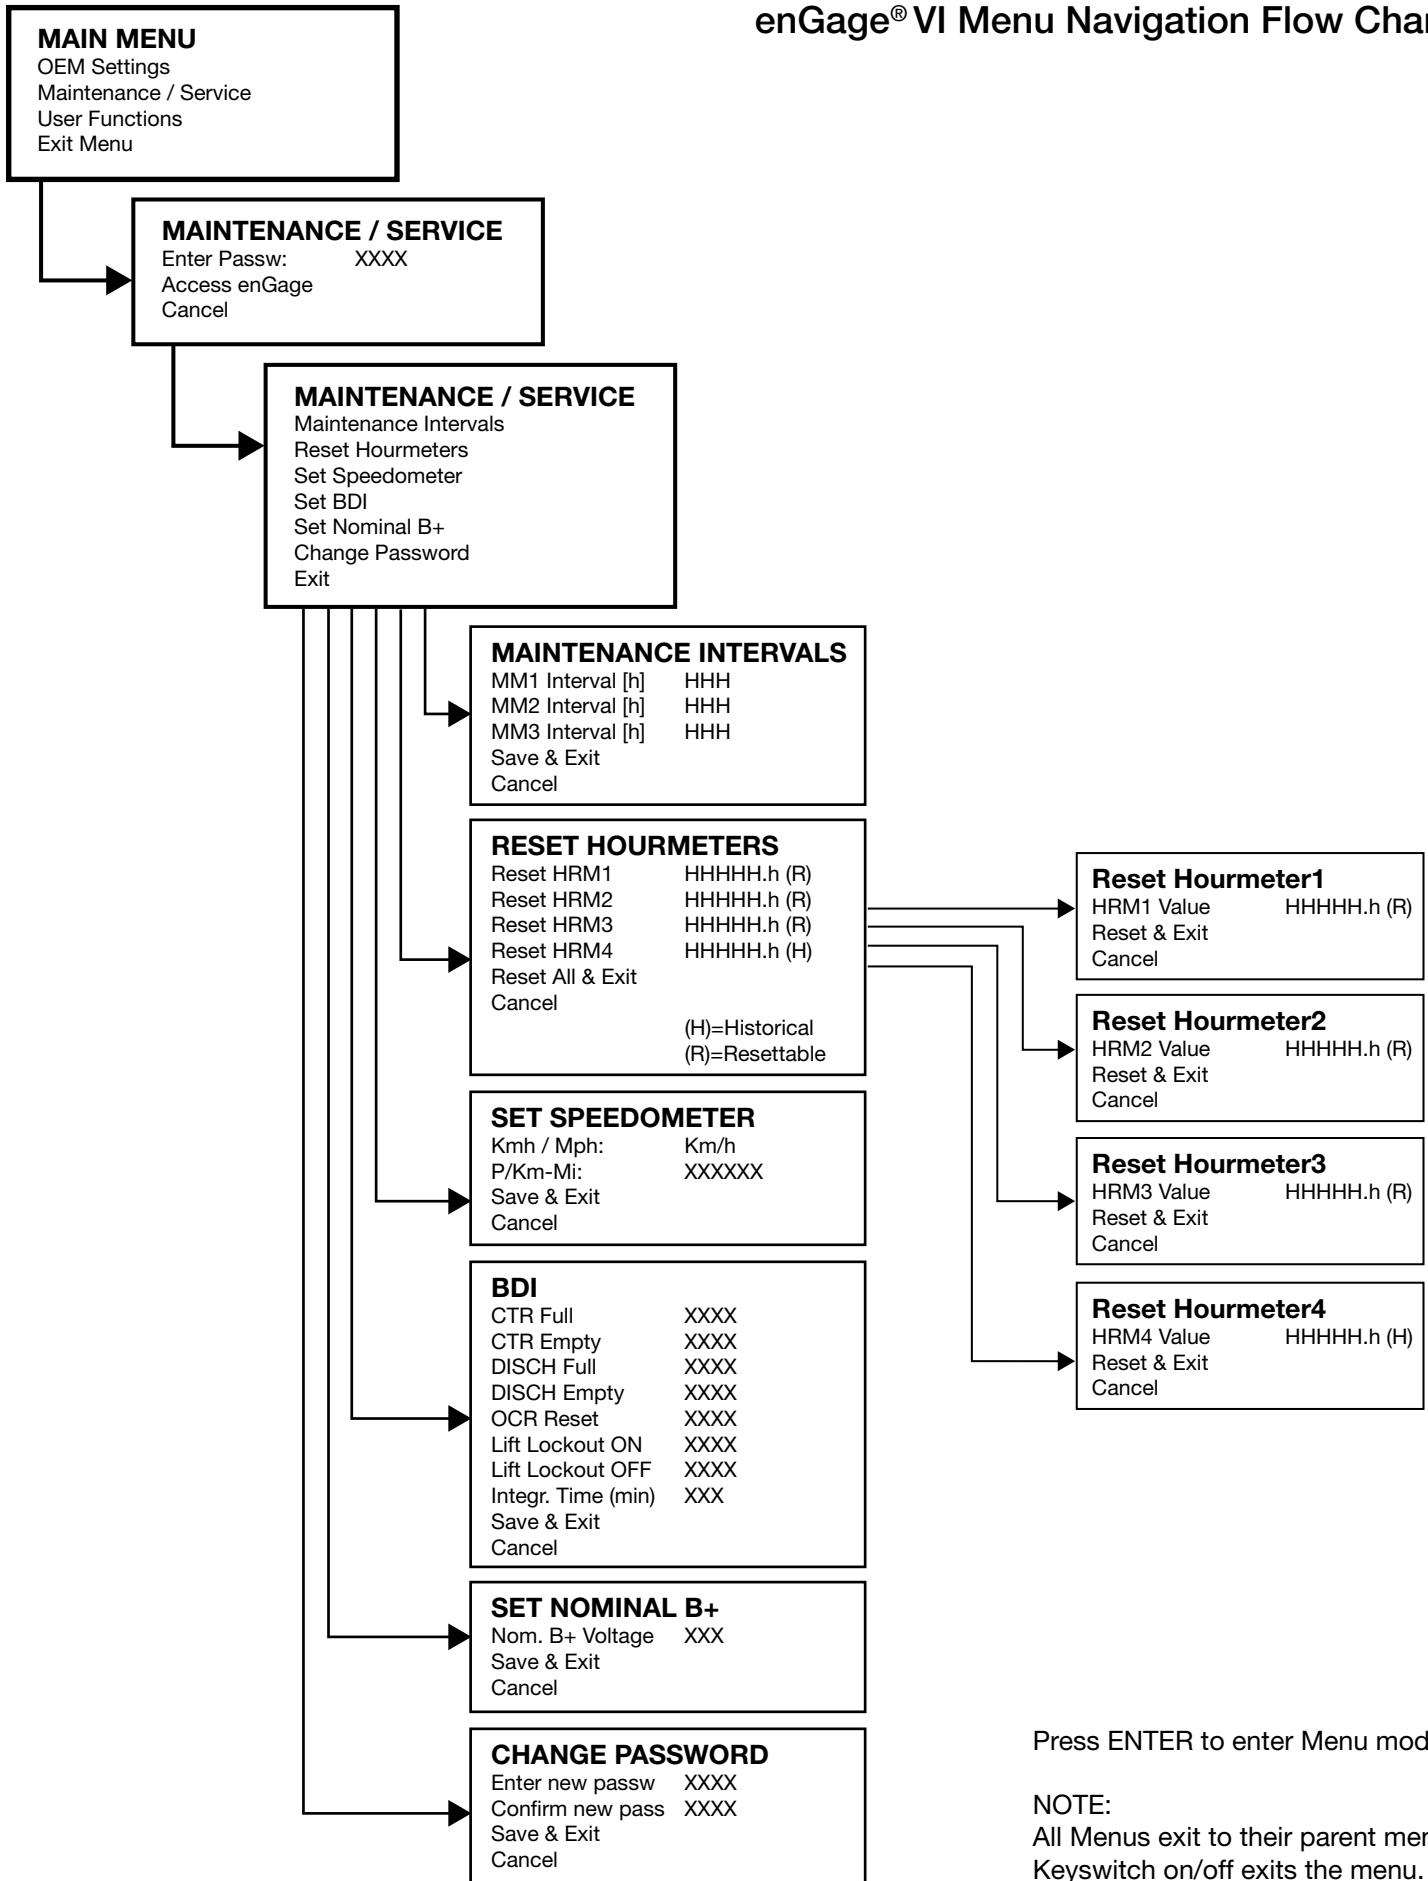 enGage® VI Menu Navigation Flow
MAIN MENU
OEM Settings
Maintenance / Service
User Functions
Exit Menu
MAINTENANCE / SERVICE
Enter Passw: XXXX
Access enGage
Cancel
MAINTENANCE / SERVICE
Maintenance Intervals
Reset Hourmeters
Set Speedometer
Set BDI
Set Nominal B+
Change Password
Exit
MAINTENANCE INTERVALS
MM1 Interval [h] HHH
MM2 Interval [h] HHH
MM3 Interval [h] HHH
Save & Exit
Cancel
RESET HOURMETERS
Reset HRM1 HHHHH.h (R)
Reset HRM2 HHHHH.h (R)
Reset HRM3 HHHHH.h (R)
Reset HRM4 HHHHH.h (H)
Reset All & Exit
Cancel
(H)=Historical
(R)=Resettable
Reset Hourmeter1
HRM1 Value HHHHH.h (R)
Reset & Exit
Cancel
Reset Hourmeter2
HRM2 Value HHHHH.h (R)
Reset & Exit
Cancel
Reset Hourmeter3
HRM3 Value HHHHH.h (R)
Reset & Exit
Cancel
Reset Hourmeter4
HRM4 Value HHHHH.h (H)
Reset & Exit
Cancel
SET SPEEDOMETER
Kmh / Mph: Km/h
P/Km-Mi: XXXXXX
Save & Exit
Cancel
BDI
CTR Full XXXX
CTR Empty XXXX
DISCH Full XXXX
DISCH Empty XXXX
OCR Reset XXXX
Lift Lockout ON XXXX
Lift Lockout OFF XXXX
Integr. Time (min) XXX
Save & Exit
Cancel
SET NOMINAL B+
Nom. B+ Voltage XXX
Save & Exit
Cancel
CHANGE PASSWORD
Enter new passw XXXX
Confirm new pass XXXX
Save & Exit
Cancel
Press ENTER to enter Menu
NOTE:
All Menus exit to their parent
Keyswitch on/off exits the menu.